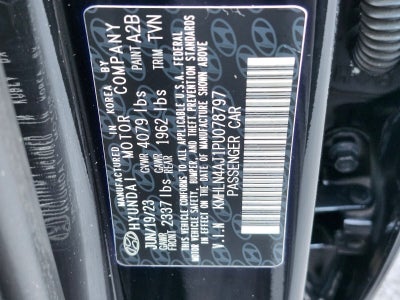 MANUFACTURED BY
HYUNDAI MOTOR COMPANY
JUN/19/23 GVWR 4079 lbs PAINT A2B
GAWR FRONT 2337 lbs GAWR REAR 1962 lbs TRIM TVN
THIS VEHICLE CONFORMS TO ALL APPLICABLE U.S.A. FEDERAL
MOTOR VEHICLE SAFETY, BUMPER, AND THEFT PREVENTION STANDARDS
IN EFFECT ON THE DATE OF MANUFACTURE SHOWN ABOVE
V.I.N KMHLN4AJ1PU078797
PASSENGER CAR